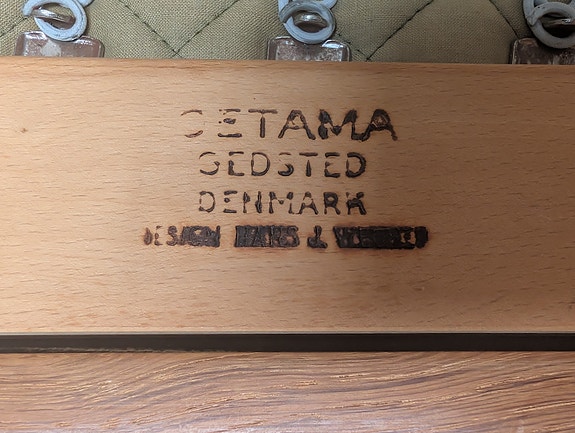 GETAMA
GEDSTED
DENMARK
DESIGN HANS J. WEGNER